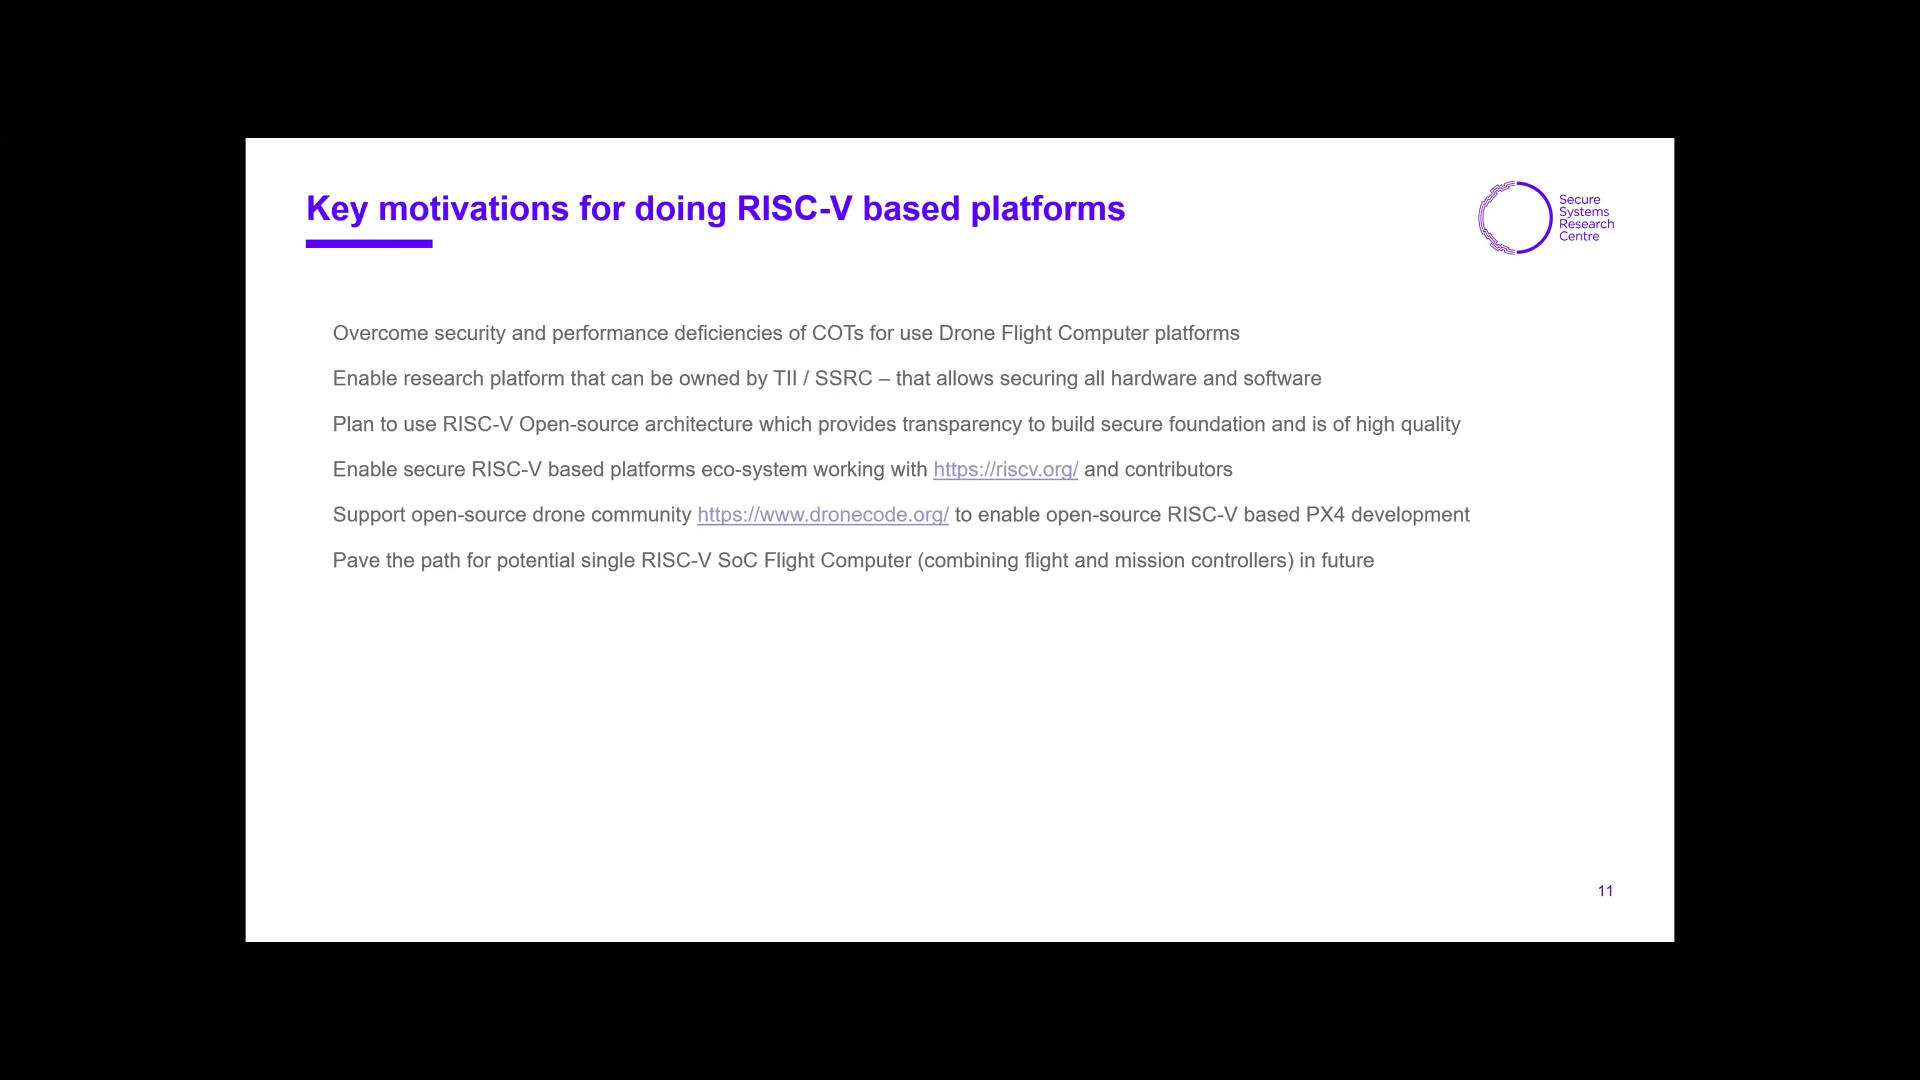 Key motivations for doing RISC-V based platforms
Secure
Systems
Research
Centre
Overcome security and performance deficiencies of COTs for use Drone Flight Computer platforms
Enable research platform that can be owned by TII / SSRC – that allows securing all hardware and software
Plan to use RISC-V Open-source architecture which provides transparency to build secure foundation and is of high quality
Enable secure RISC-V based platforms eco-system working with https://riscv.org/ and contributors
Support open-source drone community https://www.dronecode.org/ to enable open-source RISC-V based PX4 development
Pave the path for potential single RISC-V SoC Flight Computer (combining flight and mission controllers) in future
11